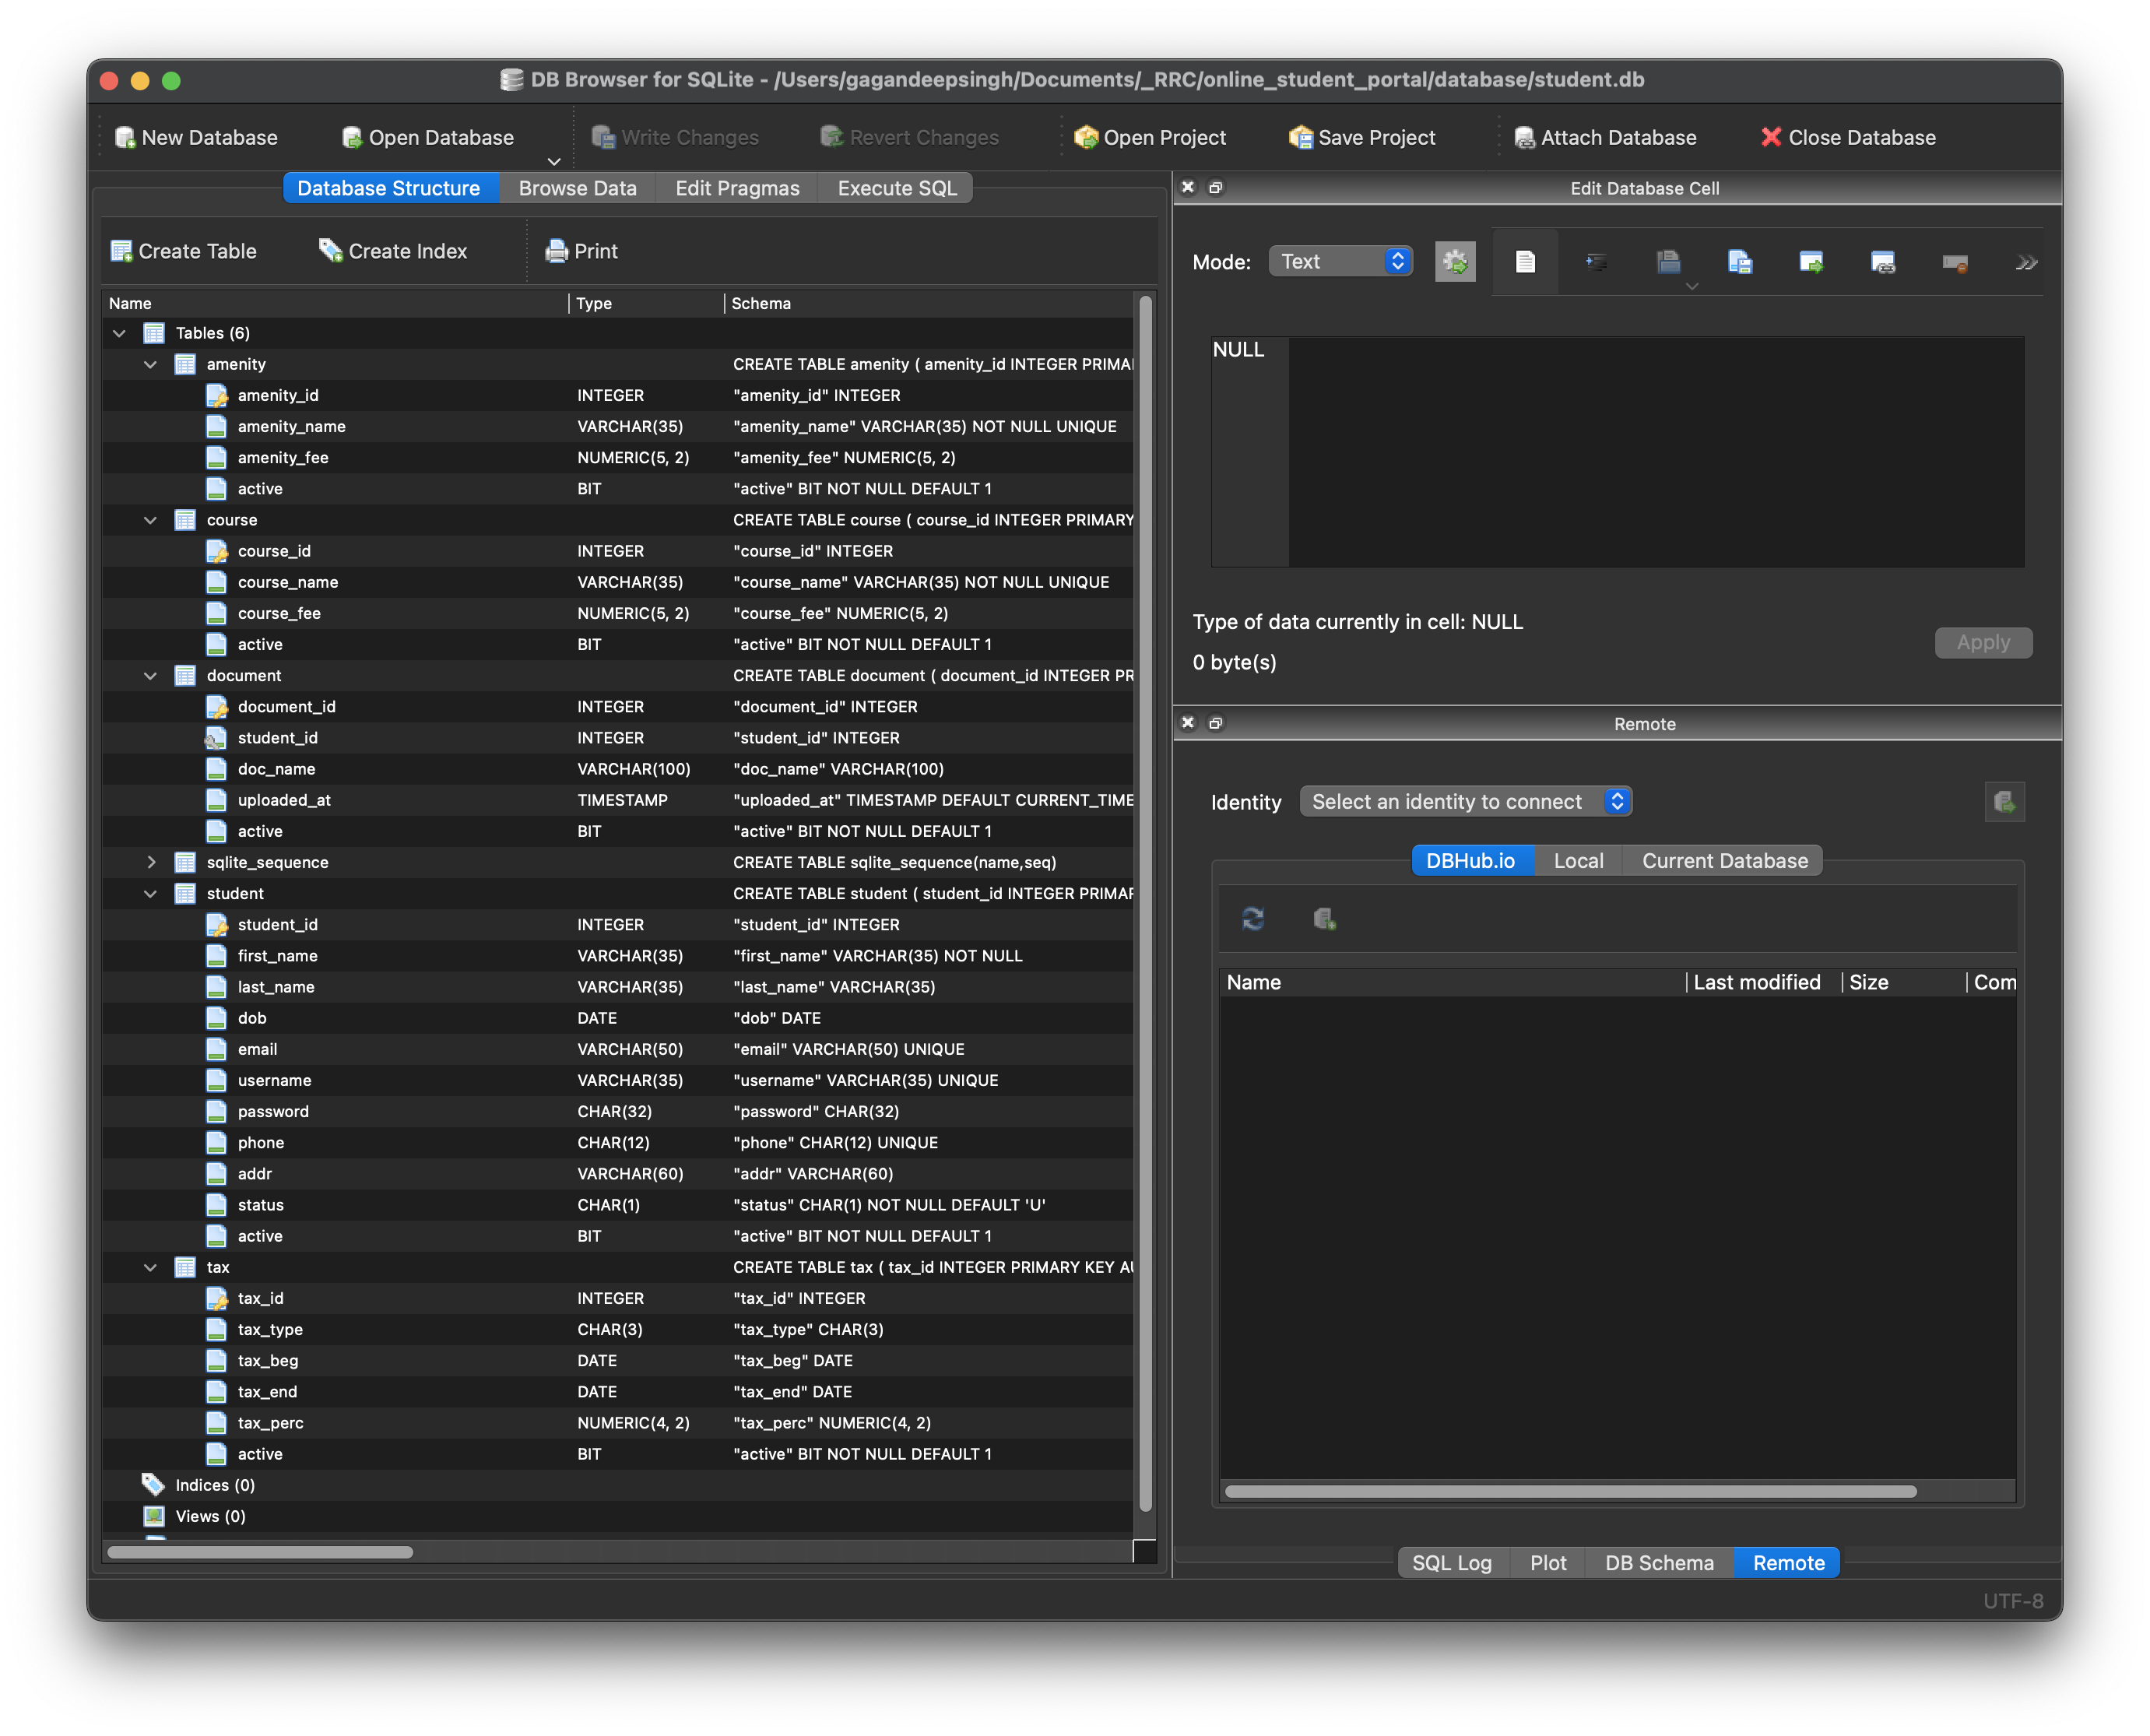 DB Browser for SQLite - /Users/gagandeepsingh/Documents/_RRC/online_student_portal/database/student.db
New Database Open Database Write Changes Revert Changes Open Project Save Project Attach Database Close Database
Database Structure Browse Data Edit Pragmas Execute SQL
Create Table Create Index Print
Name Type Schema
Tables (6)
amenity CREATE TABLE amenity ( amenity_id INTEGER PRIMA
amenity_id INTEGER "amenity_id" INTEGER
amenity_name VARCHAR(35) "amenity_name" VARCHAR(35) NOT NULL UNIQUE
amenity_fee NUMERIC(5, 2) "amenity_fee" NUMERIC(5, 2)
active BIT "active" BIT NOT NULL DEFAULT 1
course CREATE TABLE course ( course_id INTEGER PRIMARY
course_id INTEGER "course_id" INTEGER
course_name VARCHAR(35) "course_name" VARCHAR(35) NOT NULL UNIQUE
course_fee NUMERIC(5, 2) "course_fee" NUMERIC(5, 2)
active BIT "active" BIT NOT NULL DEFAULT 1
document CREATE TABLE document ( document_id INTEGER PR
document_id INTEGER "document_id" INTEGER
student_id INTEGER "student_id" INTEGER
doc_name VARCHAR(100) "doc_name" VARCHAR(100)
uploaded_at TIMESTAMP "uploaded_at" TIMESTAMP DEFAULT CURRENT_TIME
active BIT "active" BIT NOT NULL DEFAULT 1
sqlite_sequence CREATE TABLE sqlite_sequence(name,seq)
student CREATE TABLE student ( student_id INTEGER PRIMAR
student_id INTEGER "student_id" INTEGER
first_name VARCHAR(35) "first_name" VARCHAR(35) NOT NULL
last_name VARCHAR(35) "last_name" VARCHAR(35)
dob DATE "dob" DATE
email VARCHAR(50) "email" VARCHAR(50) UNIQUE
username VARCHAR(35) "username" VARCHAR(35) UNIQUE
password CHAR(32) "password" CHAR(32)
phone CHAR(12) "phone" CHAR(12) UNIQUE
addr VARCHAR(60) "addr" VARCHAR(60)
status CHAR(1) "status" CHAR(1) NOT NULL DEFAULT 'U'
active BIT "active" BIT NOT NULL DEFAULT 1
tax CREATE TABLE tax ( tax_id INTEGER PRIMARY KEY AU
tax_id INTEGER "tax_id" INTEGER
tax_type CHAR(3) "tax_type" CHAR(3)
tax_beg DATE "tax_beg" DATE
tax_end DATE "tax_end" DATE
tax_perc NUMERIC(4, 2) "tax_perc" NUMERIC(4, 2)
active BIT "active" BIT NOT NULL DEFAULT 1
Indices (0)
Views (0)
Edit Database Cell
Mode: Text
NULL
Type of data currently in cell: NULL
0 byte(s)
Apply
Remote
Identity Select an identity to connect
DBHub.io Local Current Database
Name Last modified Size Com
SQL Log Plot DB Schema Remote
UTF-8